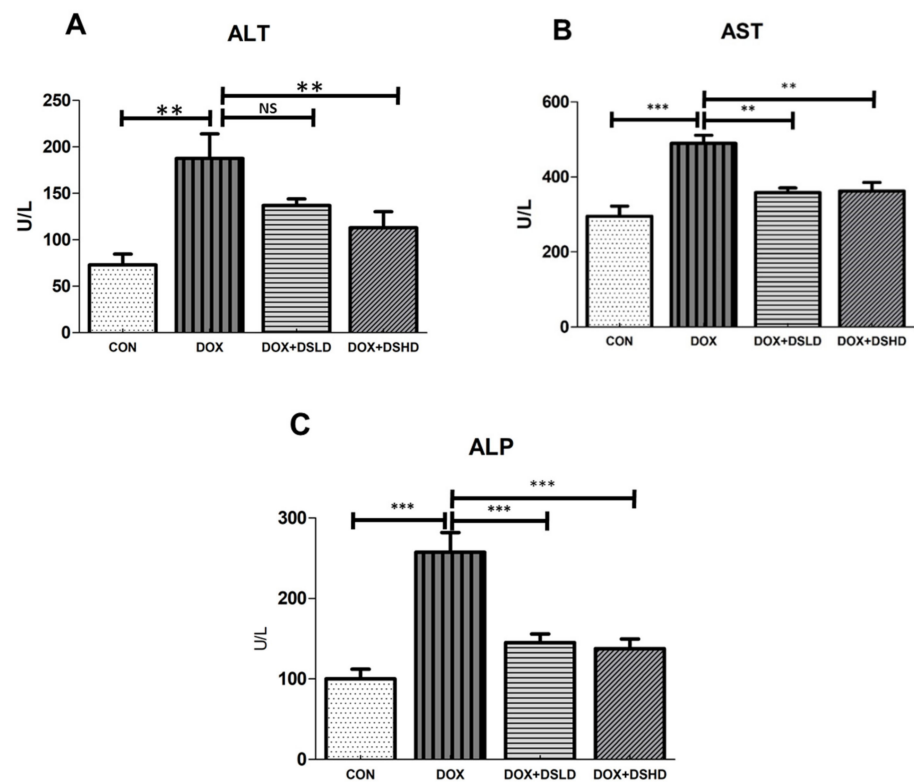 A
ALT
**
**
NS
250
200
150
100
50
0
U/L
CON DOX DOX+DSLD DOX+DSHD
B
AST
**
***
**
600
400
200
0
U/L
CON DOX DOX+DSLD DOX+DSHD
C
ALP
***
***
***
300
200
100
0
U/L
CON DOX DOX+DSLD DOX+DSHD